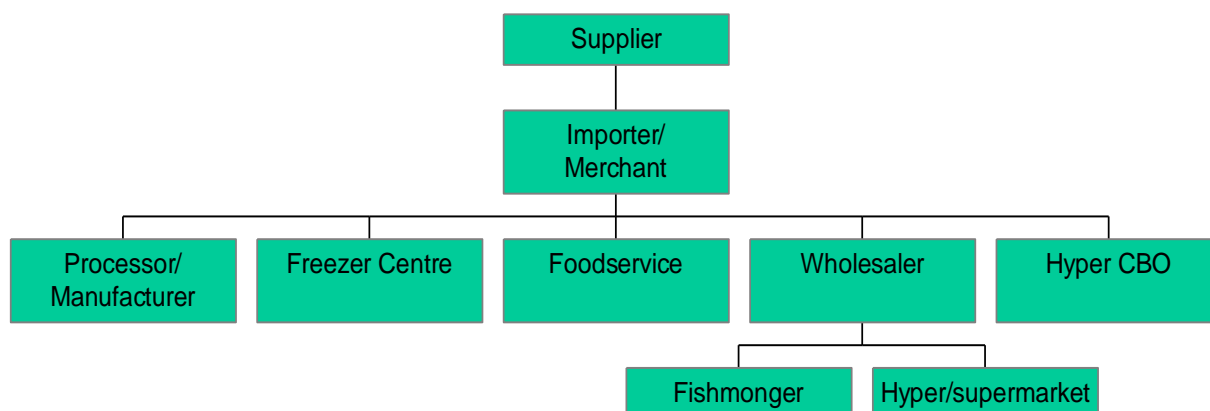 Supplier
Importer/
Merchant
Processor/
Manufacturer
Freezer Centre
Foodservice
Wholesaler
Hyper CBO
Fishmonger
Hyper/supermarket